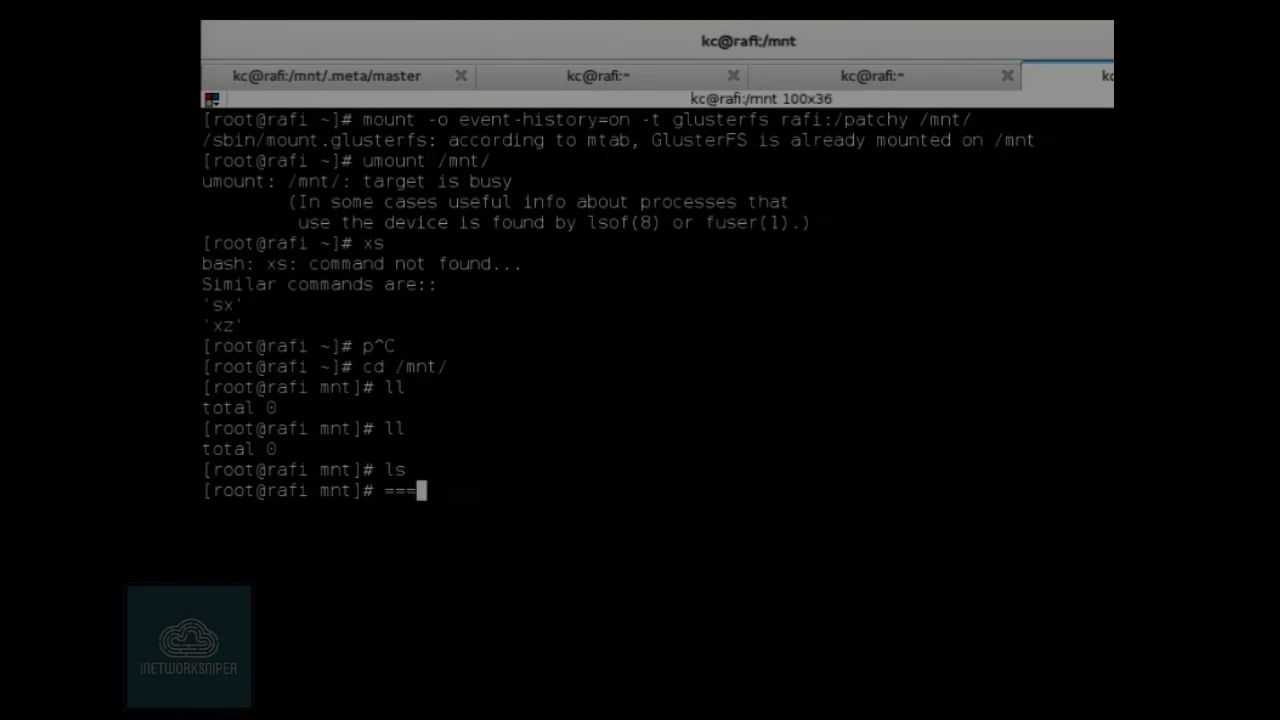 kc@rafi:/mnt
kc@rafi:/mnt/.meta/master
kc@rafi:~
kc@rafi:~
kc
kc@rafi:/mnt 100x36
[root@rafi ~]# mount -o event-history=on -t glusterfs rafi:/patchy /mnt/
/sbin/mount.glusterfs: according to mtab, GlusterFS is already mounted on /mnt
[root@rafi ~]# umount /mnt/
umount: /mnt/: target is busy
        (In some cases useful info about processes that
         use the device is found by lsof(8) or fuser(1).)
[root@rafi ~]# xs
bash: xs: command not found...
Similar commands are::
'sx'
'xz'
[root@rafi ~]# p^C
[root@rafi ~]# cd /mnt/
[root@rafi mnt]# ll
total 0
[root@rafi mnt]# ll
total 0
[root@rafi mnt]# ls
[root@rafi mnt]# ===
INETWORKSNIPER